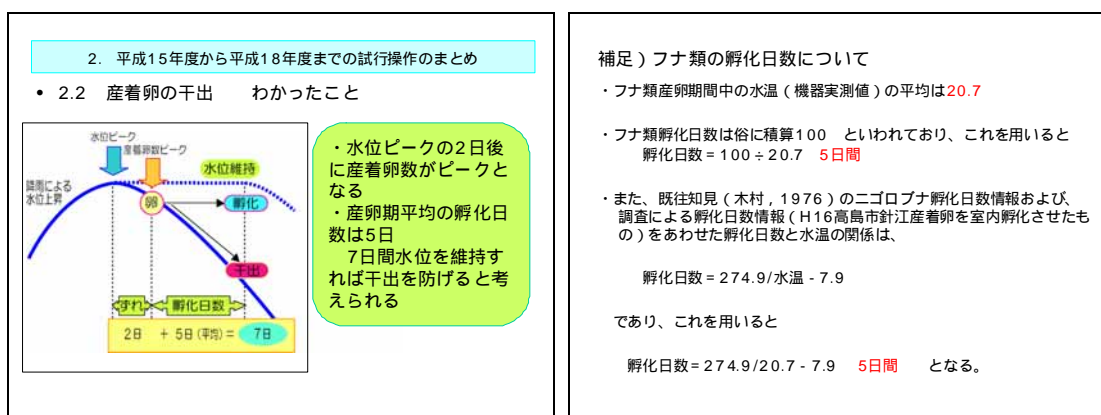 2. 平成15年度から平成18年度までの試行操作のまとめ
• 2.2 産着卵の干出 わかったこと
水位ピーク
産着卵数ピーク
水位維持
降雨による
水位上昇
卵
孵化
干出
ずれ
孵化日数
2日 + 5日(平均) = 7日
・水位ピークの2日後
に産着卵数がピークと
なる
・産卵期平均の孵化日
数は5日
7日間水位を維持す
れば干出を防げると考
えられる
補足)フナ類の孵化日数について
・フナ類産卵期間中の水温(機器実測値)の平均は20.7
・フナ類孵化日数は俗に積算100 といわれており、これを用いると
孵化日数=100÷20.7 5日間
・また、既往知見(木村,1976)のニゴロブナ孵化日数情報および、
調査による孵化日数情報(H16高島市針江産着卵を室内孵化させたも
の)をあわせた孵化日数と水温の関係は、
孵化日数=274.9/水温-7.9
であり、これを用いると
孵化日数=274.9/20.7-7.9 5日間 となる。